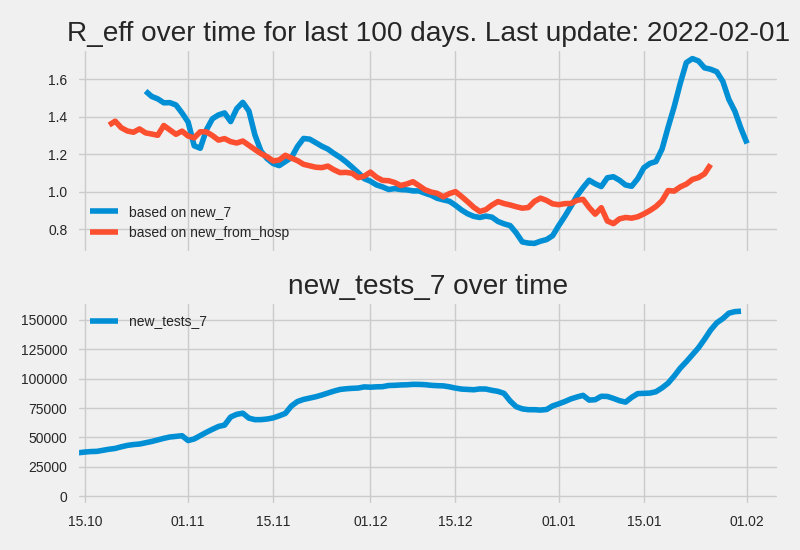 R_eff over time for last 100 days. Last update: 2022-02-01
1.6
1.4
1.2
1.0
0.8
based on new_7
based on new_from_hosp
new_tests_7 over time
150000
125000
100000
75000
50000
25000
0
new_tests_7
15.10 01.11 15.11 01.12 15.12 01.01 15.01 01.02